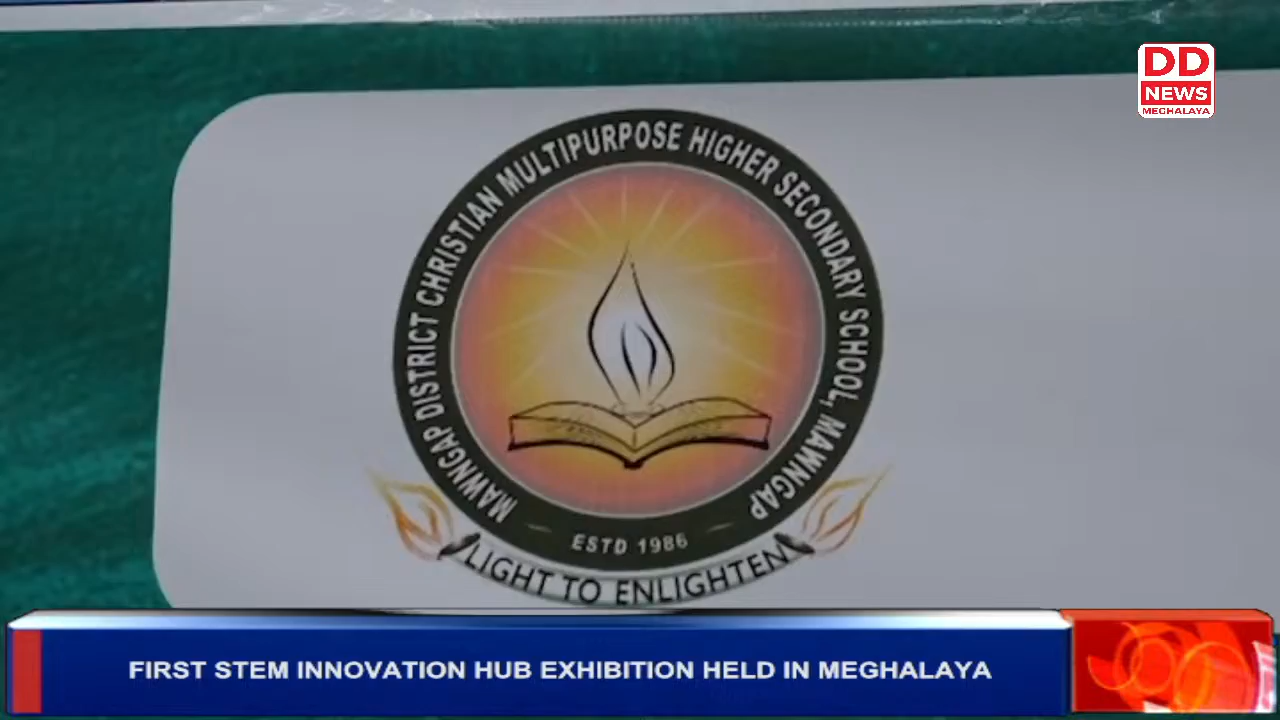 DD
NEWS
MEGHALAYA
MAWNGAP DISTRICT CHRISTIAN MULTIPURPOSE HIGHER SECONDARY SCHOOL, MAWNGAP
ESTD 1986
LIGHT TO ENLIGHTEN
FIRST STEM INNOVATION HUB EXHIBITION HELD IN MEGHALAYA